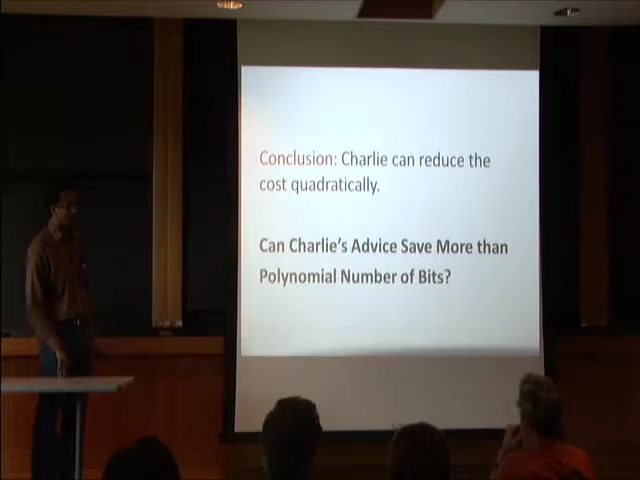 Conclusion: Charlie can reduce the
cost quadratically.
Can Charlie's Advice Save More than
Polynomial Number of Bits?